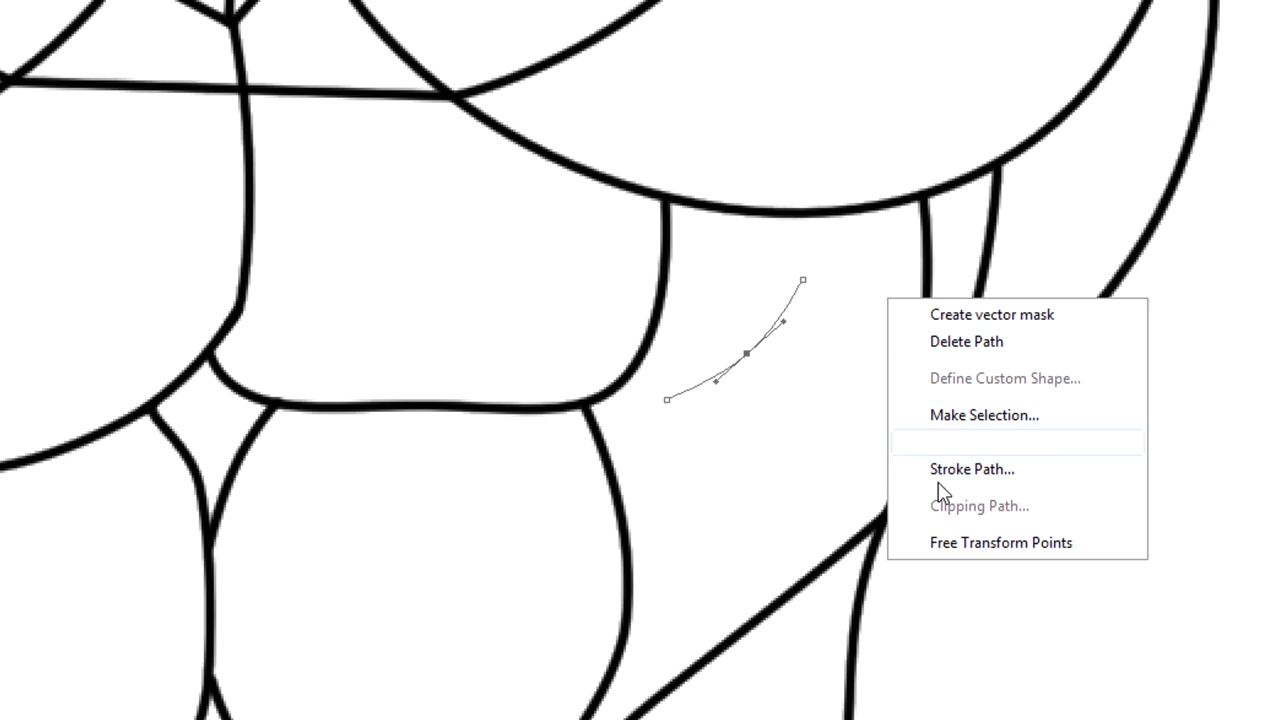 Create vector mask
Delete Path
Define Custom Shape...
Make Selection...
Stroke Path...
Clipping Path...
Free Transform Points